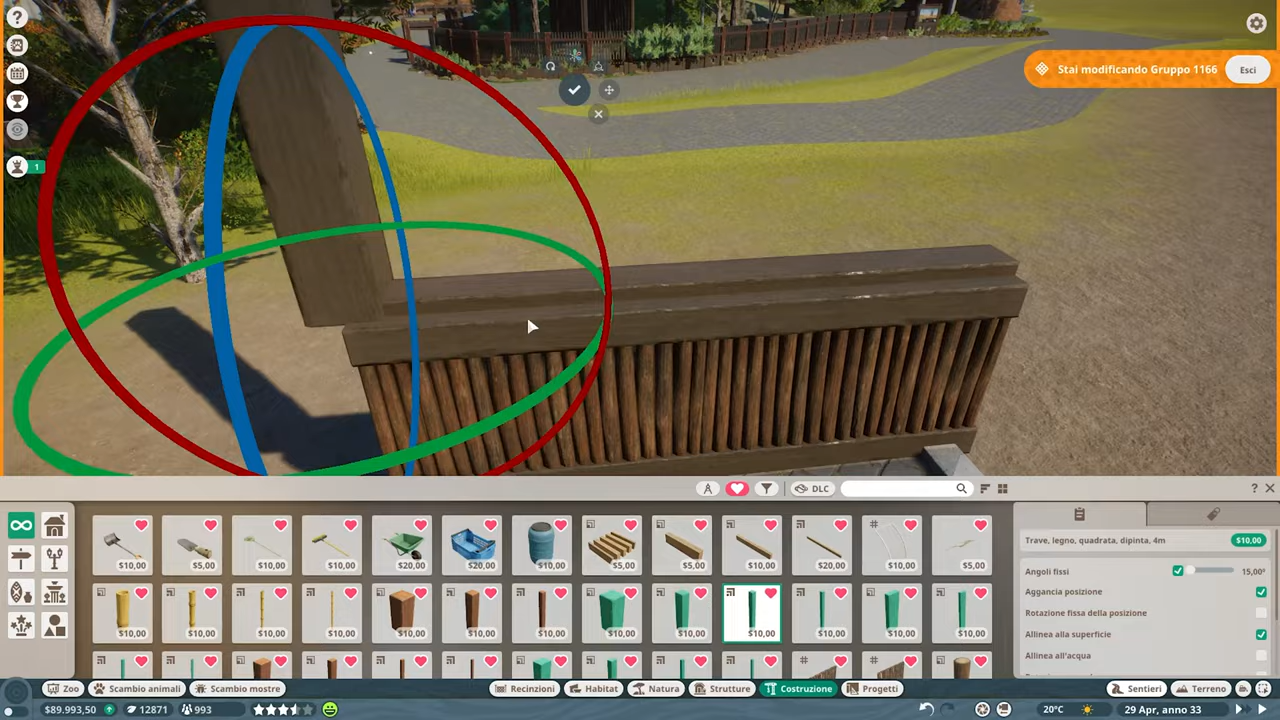 Stai modificando Gruppo 1166 Esci
1
DLC
$10,00 $5,00 $10,00 $10,00 $20,00 $20,00 $10,00 $5,00 $5,00 $10,00 $20,00 $10,00 $5,00
$10,00 $10,00 $10,00 $10,00 $10,00 $10,00 $10,00 $10,00 $10,00 $10,00 $10,00 $10,00 $10,00
Trave, legno, quadrata, dipinta, 4m $10,00
Angoli fissi 15,00°
Aggancia posizione
Rotazione fissa della posizione
Allinea alla superficie
Allinea all'acqua
Zoo Scambio animali Scambio mostre Recinzioni Habitat Natura Strutture Costruzione Progetti Sentieri Terreno
$89.993,50 12871 993 20°C 29 Apr, anno 33